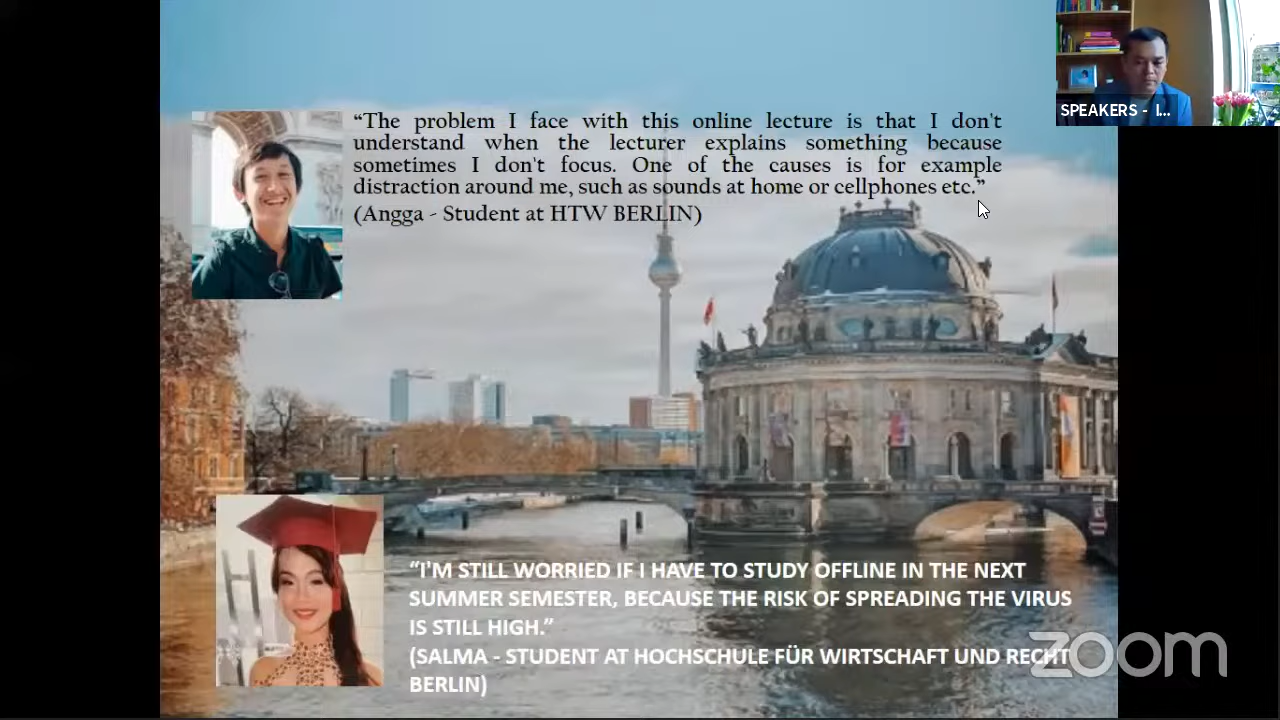 “The problem I face with this online lecture is that I don't
understand when the lecturer explains something because
sometimes I don't focus. One of the causes is for example
distraction around me, such as sounds at home or cellphones etc.”
(Angga - Student at HTW BERLIN)
SPEAKERS - I...
“I'M STILL WORRIED IF I HAVE TO STUDY OFFLINE IN THE NEXT
SUMMER SEMESTER, BECAUSE THE RISK OF SPREADING THE VIRUS
IS STILL HIGH.”
(SALMA - STUDENT AT HOCHSCHULE FÜR WIRTSCHAFT UND RECHT
BERLIN)
zoom